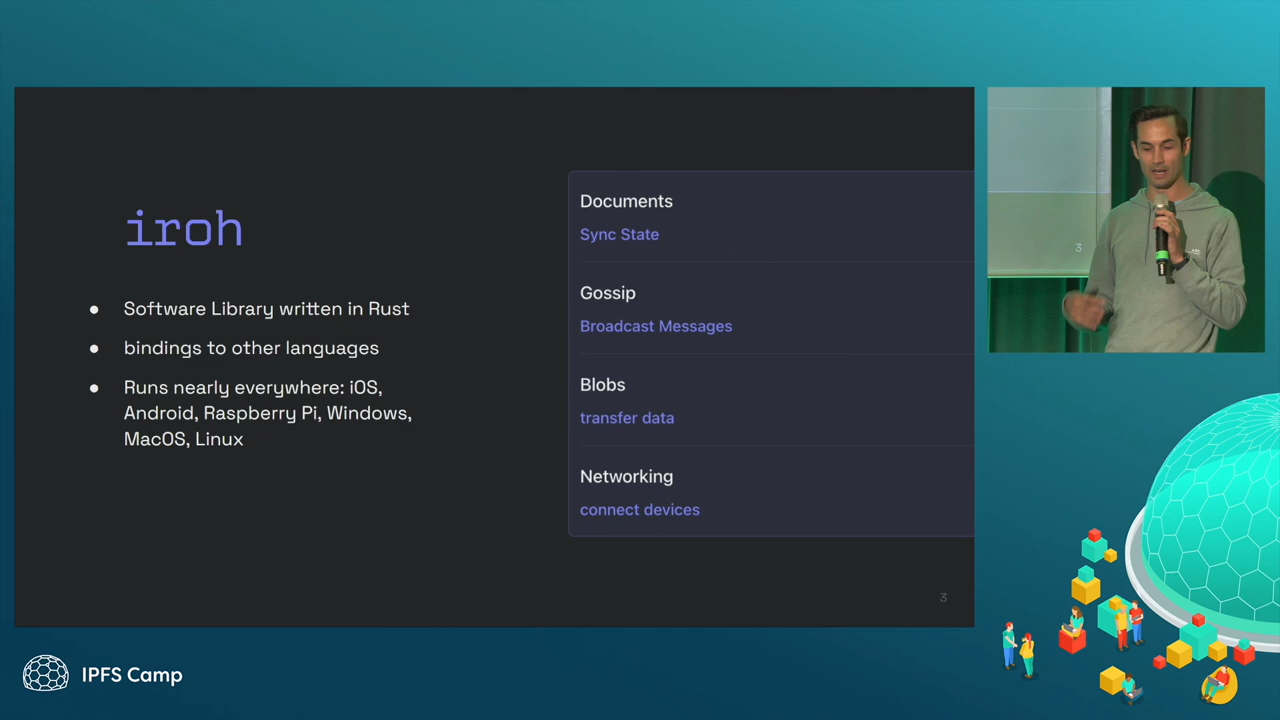 iroh
● Software Library written in Rust
● bindings to other languages
● Runs nearly everywhere: iOS,
Android, Raspberry Pi, Windows,
MacOS, Linux
Documents
Sync State
Gossip
Broadcast Messages
Blobs
transfer data
Networking
connect devices
3
3
IPFS Camp